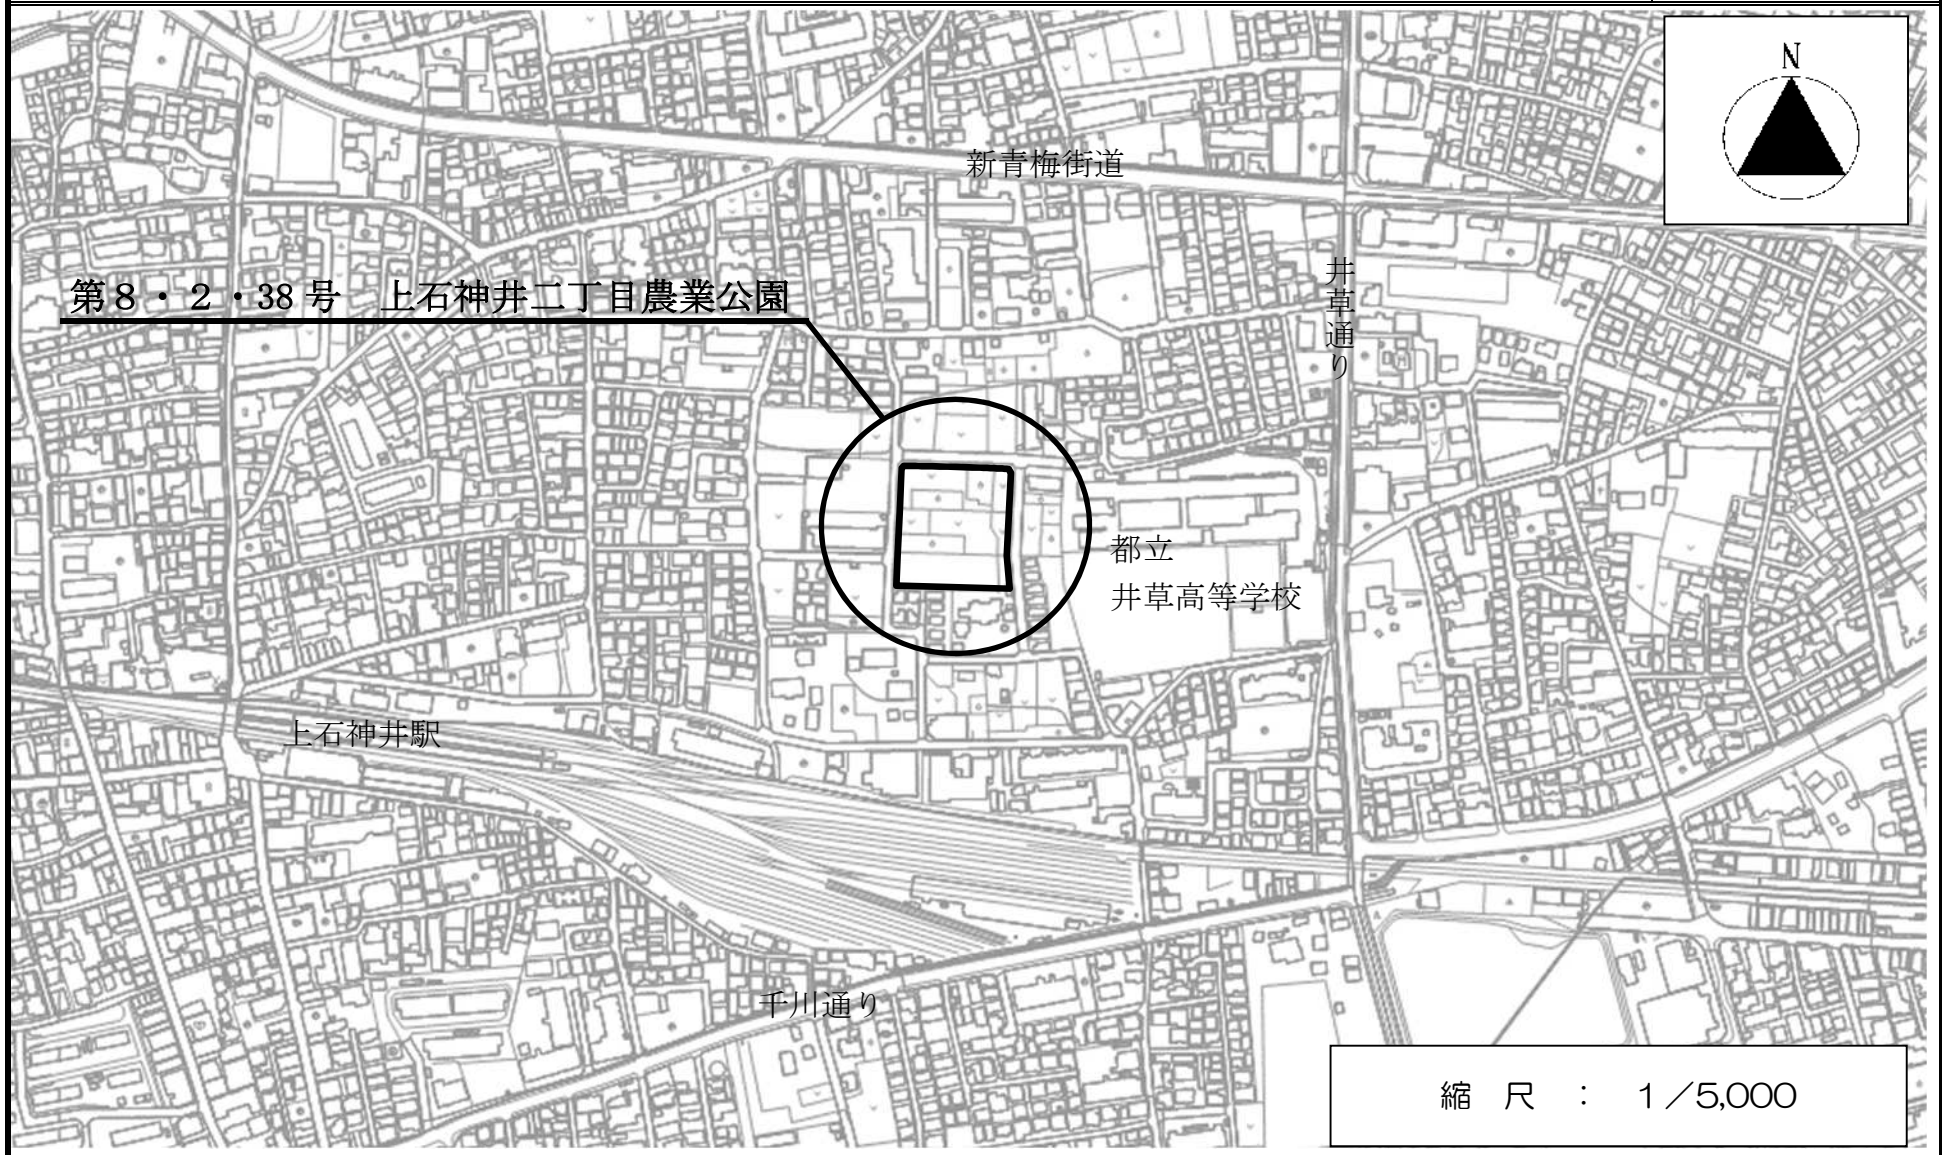 N
新青梅街道
井草通り
第８・２・38 号　上石神井二丁目農業公園
都立
井草高等学校
上石神井駅
千川通り
縮　尺　：　１／5,000